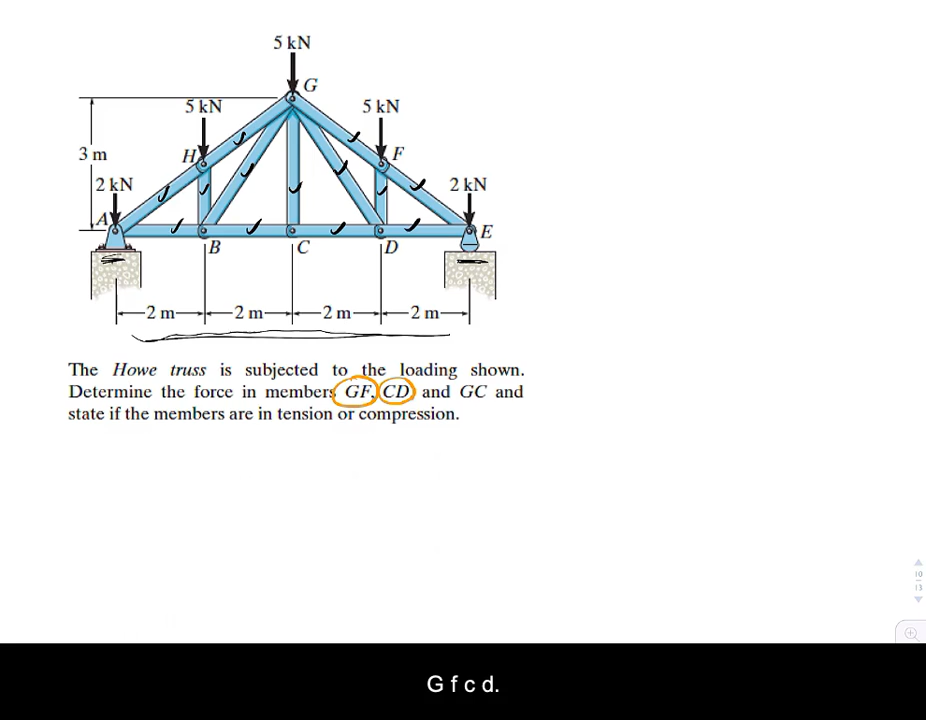 5 kN
G
5 kN
5 kN
3 m
H
F
2 kN
2 kN
A
E
B
C
D
2 m
2 m
2 m
2 m
The Howe truss is subjected to the loading shown.
Determine the force in members GF, CD and GC and
state if the members are in tension or compression.
10
13
G f c d.